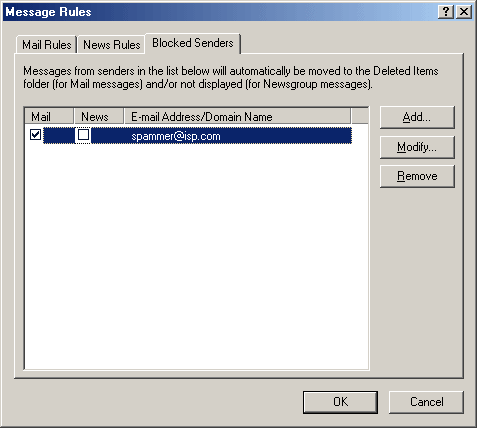 Message Rules
Mail Rules News Rules Blocked Senders
Messages from senders in the list below will automatically be moved to the Deleted Items
folder (for Mail messages) and/or not displayed (for Newsgroup messages).
Mail News E-mail Address/Domain Name
spammer@isp.com
Add...
Modify...
Remove
OK Cancel